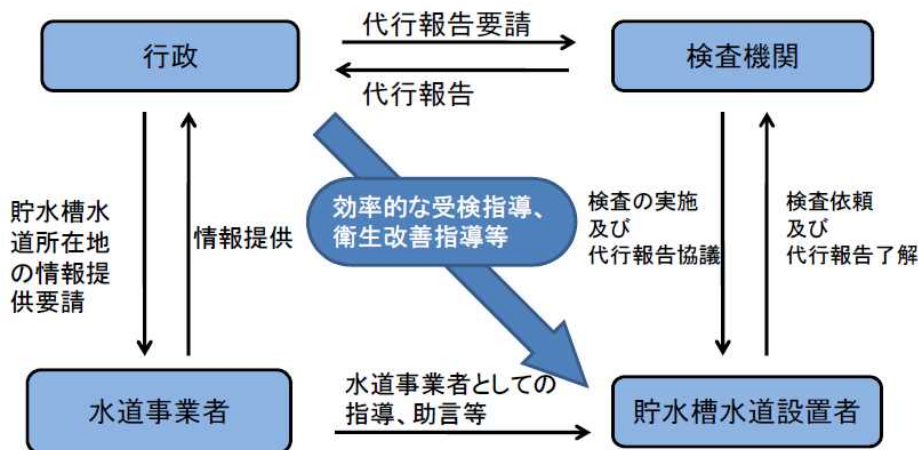 代行報告要請
行政
検査機関
代行報告
貯水槽水
道所在地
の情報提
供要請
情報提供
効率的な受検指導、
衛生改善指導等
検査の実施
及び
代行報告協議
検査依頼
及び
代行報告了解
水道事業者
水道事業者としての
指導、助言等
貯水槽水道設置者